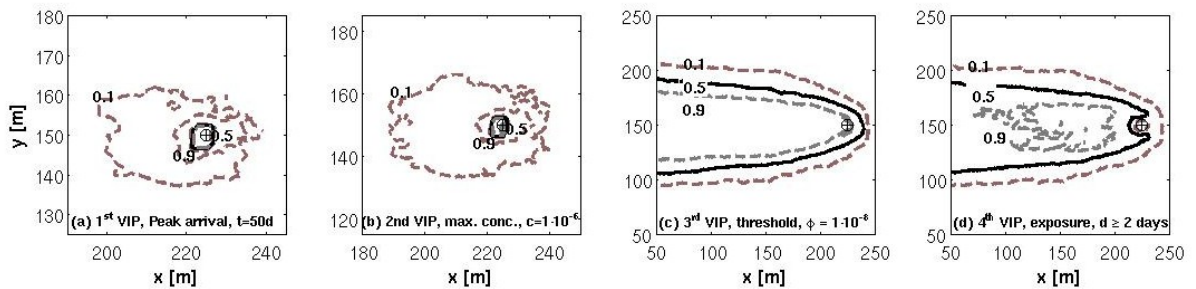 180 180 250 250
170 170
160 160 200 200
150 150 150 150
140 140
130 130 100 100
120
50 50
y [m]
0.1 0.5 0.9
0.1 0.5 0.9
0.1 0.5 0.9
0.1 0.5 0.9
(a) 1st VIP, Peak arrival, t=50d
(b) 2nd VIP, max. conc., c=1·10-6.
(c) 3rd VIP, threshold, ϕ = 1·10-8
(d) 4th VIP, exposure, d ≥ 2 days
200 220 240
180 200 220 240
50 100 150 200 250
50 100 150 200 250
x [m] x [m] x [m] x [m]